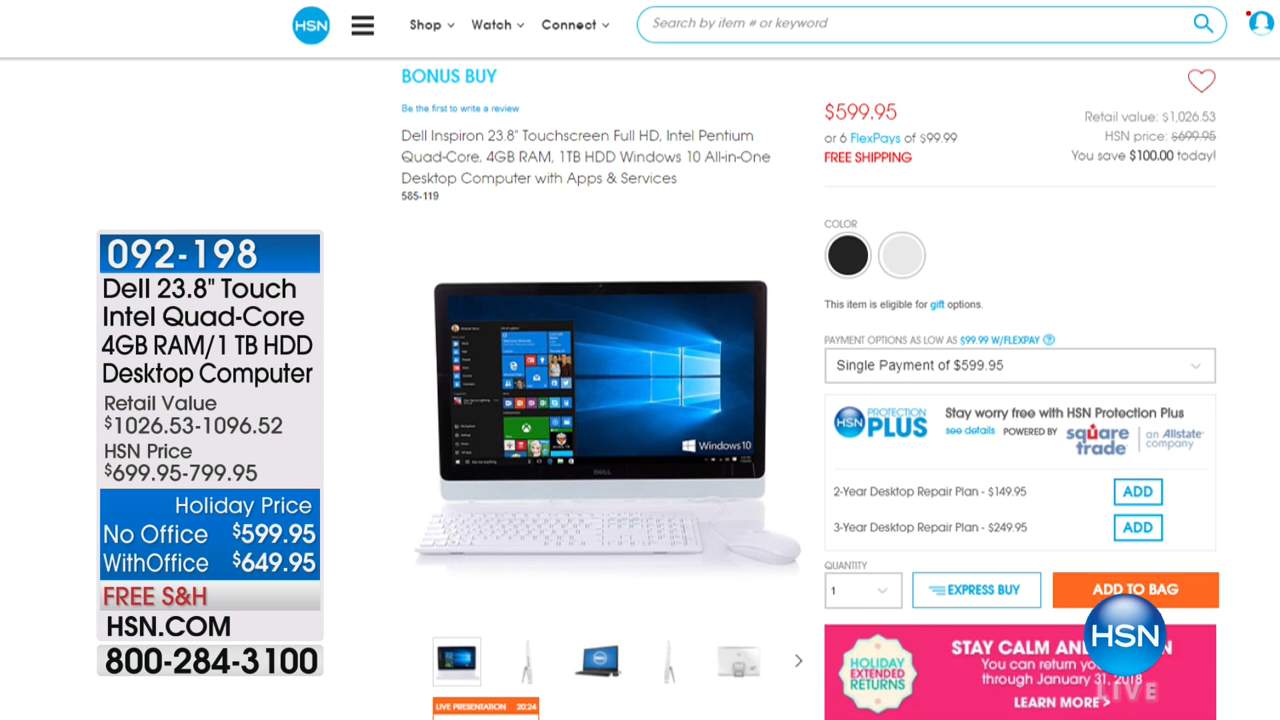 HSN
Shop
Watch
Connect
Search by item # or keyword
BONUS BUY
Be the first to write a review
Dell Inspiron 23.8" Touchscreen Full HD, Intel Pentium
Quad-Core, 4GB RAM, 1TB HDD Windows 10 All-in-One
Desktop Computer with Apps & Services
585-119
$599.95
or 6 FlexPays of $99.99
FREE SHIPPING
Retail value: $1,026.53
HSN price: $699.95
You save $100.00 today!
COLOR
This item is eligible for gift options.
PAYMENT OPTIONS AS LOW AS $99.99 W/FLEXPAY ?
Single Payment of $599.95
HSN PROTECTION PLUS
Stay worry free with HSN Protection Plus
see details POWERED BY square trade an Allstate company
2-Year Desktop Repair Plan - $149.95
ADD
3-Year Desktop Repair Plan - $249.95
ADD
QUANTITY
1
EXPRESS BUY
ADD TO BAG
HOLIDAY
EXTENDED
RETURNS
STAY CALM AN
You can return yo
through January 31, 2018
LEARN MORE >
HSN
LIVE
092-198
Dell 23.8" Touch
Intel Quad-Core
4GB RAM/1 TB HDD
Desktop Computer
Retail Value
$1026.53-1096.52
HSN Price
$699.95-799.95
Holiday Price
No Office $599.95
WithOffice $649.95
FREE S&H
HSN.COM
800-284-3100
Windows 10
DELL
LIVE PRESENTATION 20:24